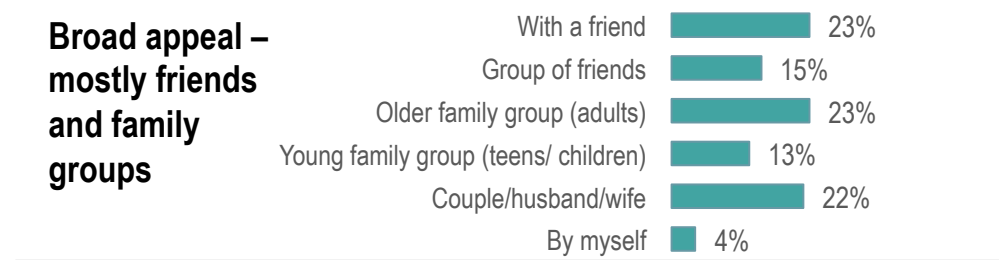 Broad appeal –
mostly friends
and family
groups
With a friend 23%
Group of friends 15%
Older family group (adults) 23%
Young family group (teens/ children) 13%
Couple/husband/wife 22%
By myself 4%